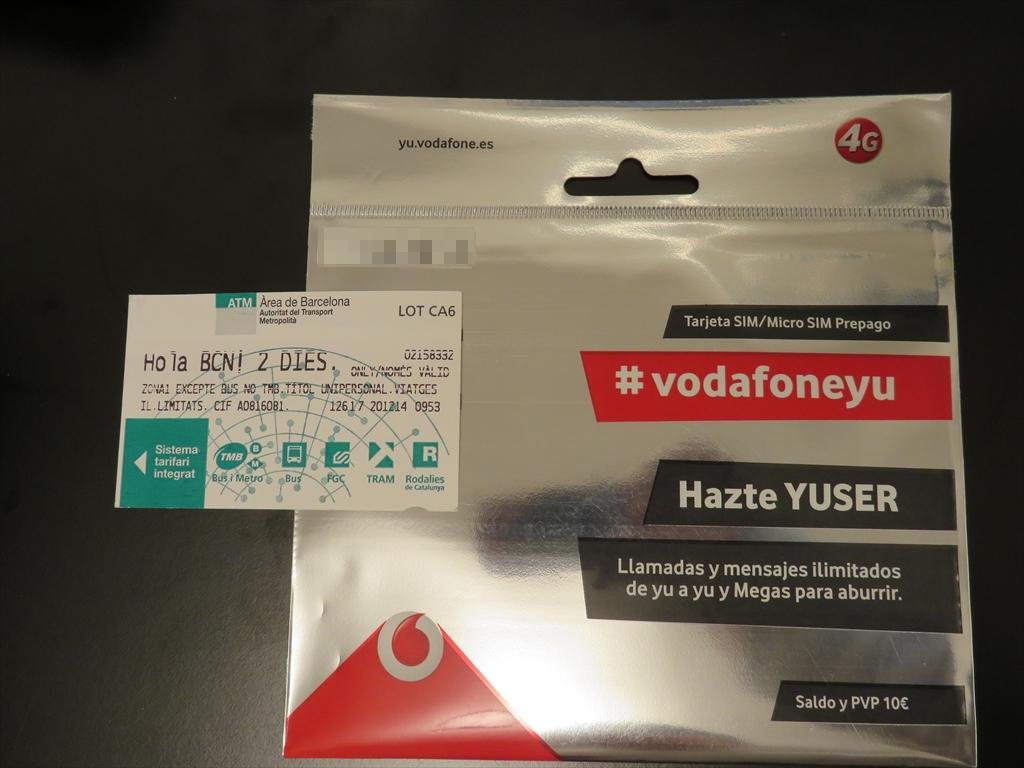 yu.vodafone.es
4G
ATM Àrea de Barcelona
Autoritat del Transport
Metropolità
LOT CA6
Hola BCN! 2 DIES.
02158332
ONLY/NOMÉS VÀLID
ZONA1 EXCEPTE BUS NO TMB.TÍTOL UNIPERSONAL.VIATGES
IL.LIMITATS. CIF A0816081. 12617 201214 0953
Sistema
tarifari
integrat
TMB
B
M
Bus i Metro
Bus
FGC
TRAM
R
Rodalies
de Catalunya
Tarjeta SIM/Micro SIM Prepago
#vodafoneyu
Hazte YUSER
Llamadas y mensajes ilimitados
de yu a yu y Megas para aburrir.
Saldo y PVP 10€